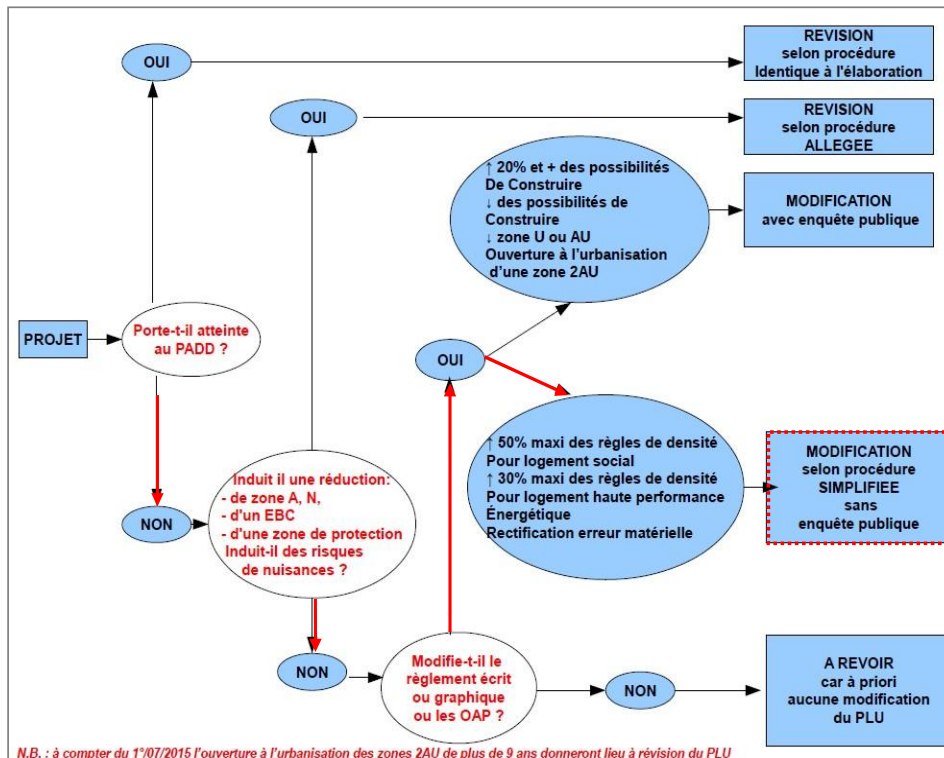 REVISION
selon procédure
Identique à l'élaboration
OUI
REVISION
selon procédure
ALLEGEE
OUI
↑ 20% et + des possibilités
De Construire
↓ des possibilités de
Construire
↓ zone U ou AU
Ouverture à l'urbanisation
d'une zone 2AU
MODIFICATION
avec enquête publique
PROJET
Porte-t-il atteinte
au PADD ?
OUI
↑ 50% maxi des règles de densité
Pour logement social
↑ 30% maxi des règles de densité
Pour logement haute performance
Énergétique
Rectification erreur matérielle
MODIFICATION
selon procédure
SIMPLIFIEE
sans
enquête publique
NON
Induit il une réduction:
- de zone A, N,
- d'un EBC
- d'une zone de protection
Induit-il des risques
de nuisances ?
NON
Modifie-t-il le
règlement écrit
ou graphique
ou les OAP ?
NON
A REVOIR
car à priori
aucune modification
du PLU
N.B. : à compter du 1°/07/2015 l'ouverture à l'urbanisation des zones 2AU de plus de 9 ans donneront lieu à révision du PLU